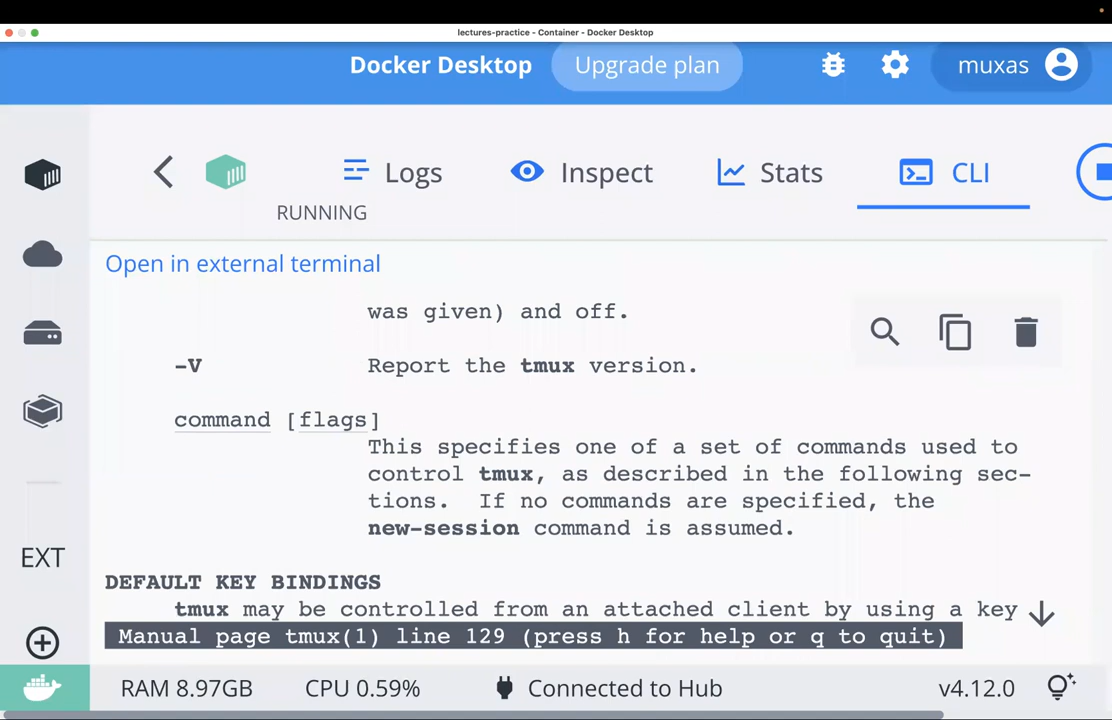 lectures-practice - Container - Docker Desktop
Docker Desktop Upgrade plan muxas
Logs Inspect Stats CLI
RUNNING
Open in external terminal
was given) and off.
-V Report the tmux version.
command [flags]
This specifies one of a set of commands used to
control tmux, as described in the following sec-
tions. If no commands are specified, the
new-session command is assumed.
DEFAULT KEY BINDINGS
tmux may be controlled from an attached client by using a key
Manual page tmux(1) line 129 (press h for help or q to quit)
EXT
RAM 8.97GB CPU 0.59% Connected to Hub v4.12.0